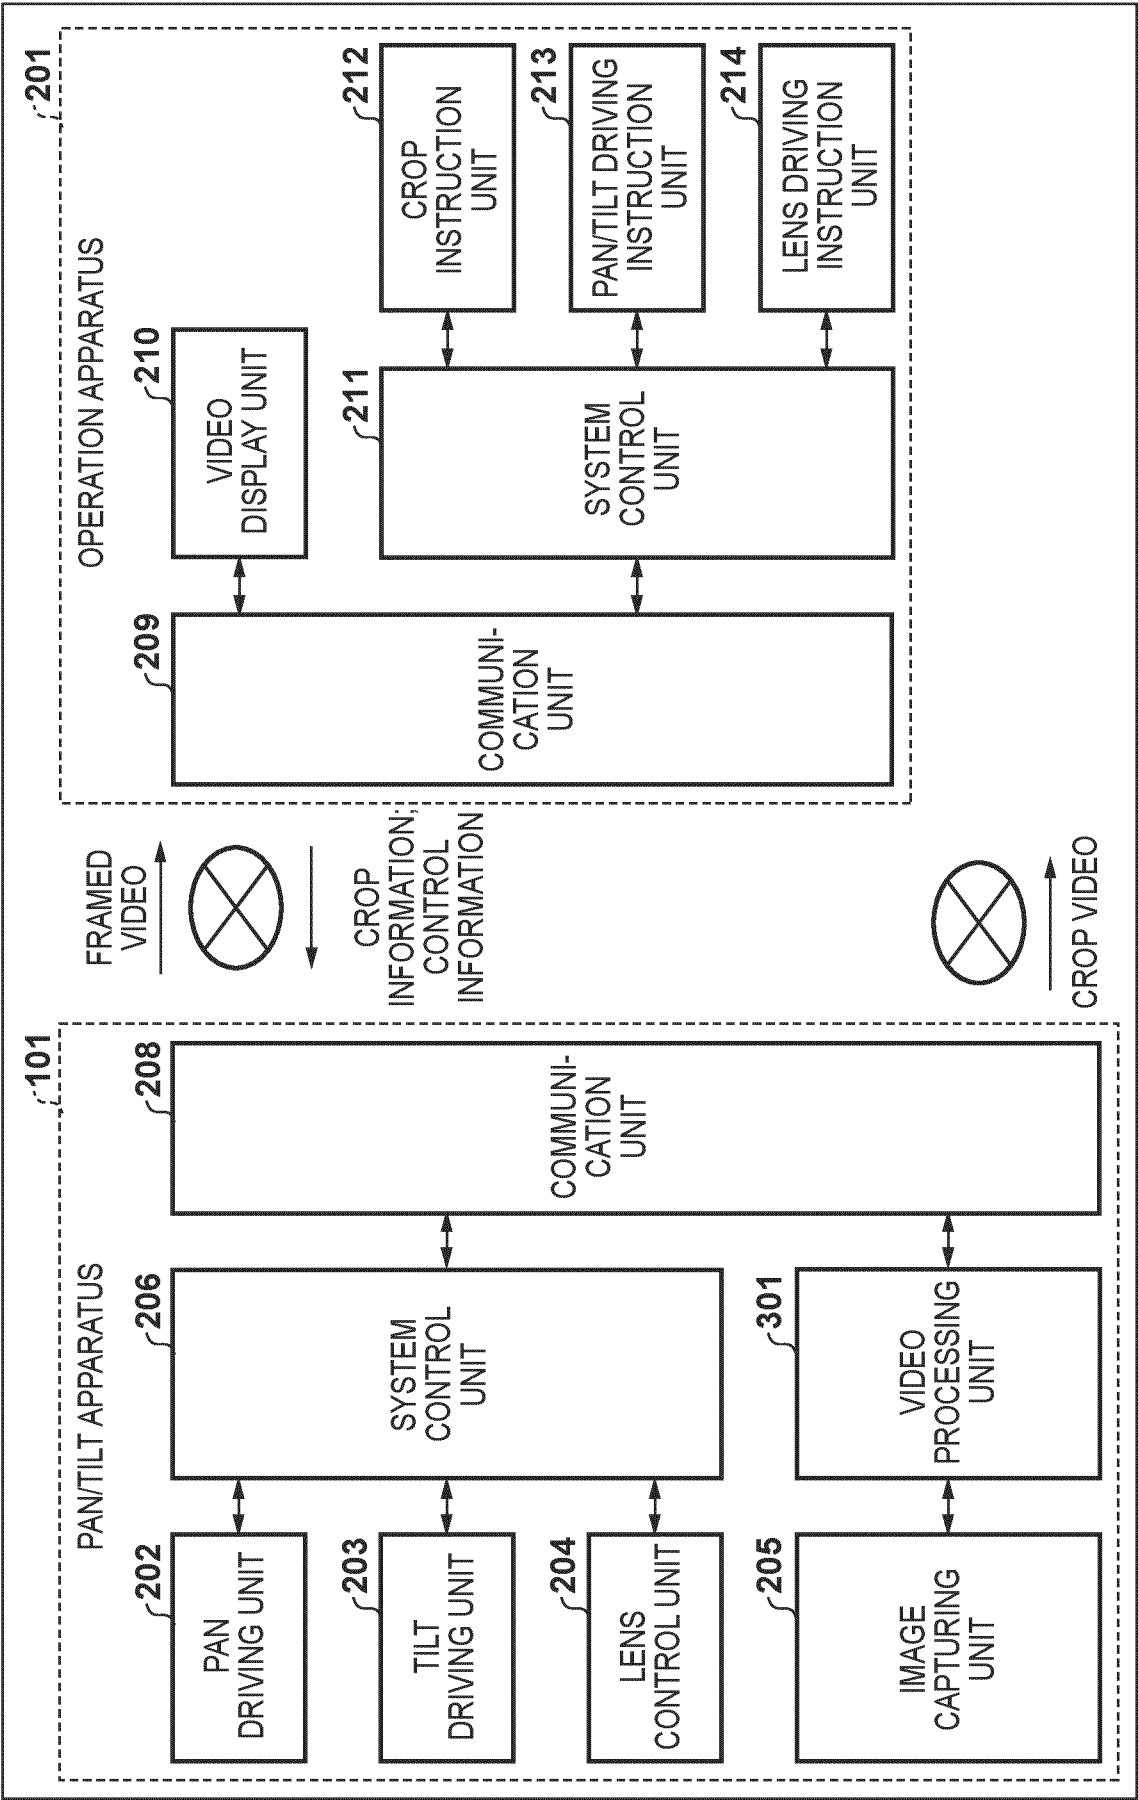 101
PAN/TILT APPARATUS
202
PAN
DRIVING UNIT
203
TILT
DRIVING UNIT
204
LENS
CONTROL UNIT
205
IMAGE
CAPTURING
UNIT
206
SYSTEM
CONTROL
UNIT
301
VIDEO
PROCESSING
UNIT
208
COMMUNI-
CATION
UNIT
FRAMED
VIDEO
CROP
INFORMATION;
CONTROL
INFORMATION
CROP VIDEO
201
OPERATION APPARATUS
209
COMMUNI-
CATION
UNIT
210
VIDEO
DISPLAY UNIT
211
SYSTEM
CONTROL
UNIT
212
CROP
INSTRUCTION
UNIT
213
PAN/TILT DRIVING
INSTRUCTION
UNIT
214
LENS DRIVING
INSTRUCTION
UNIT